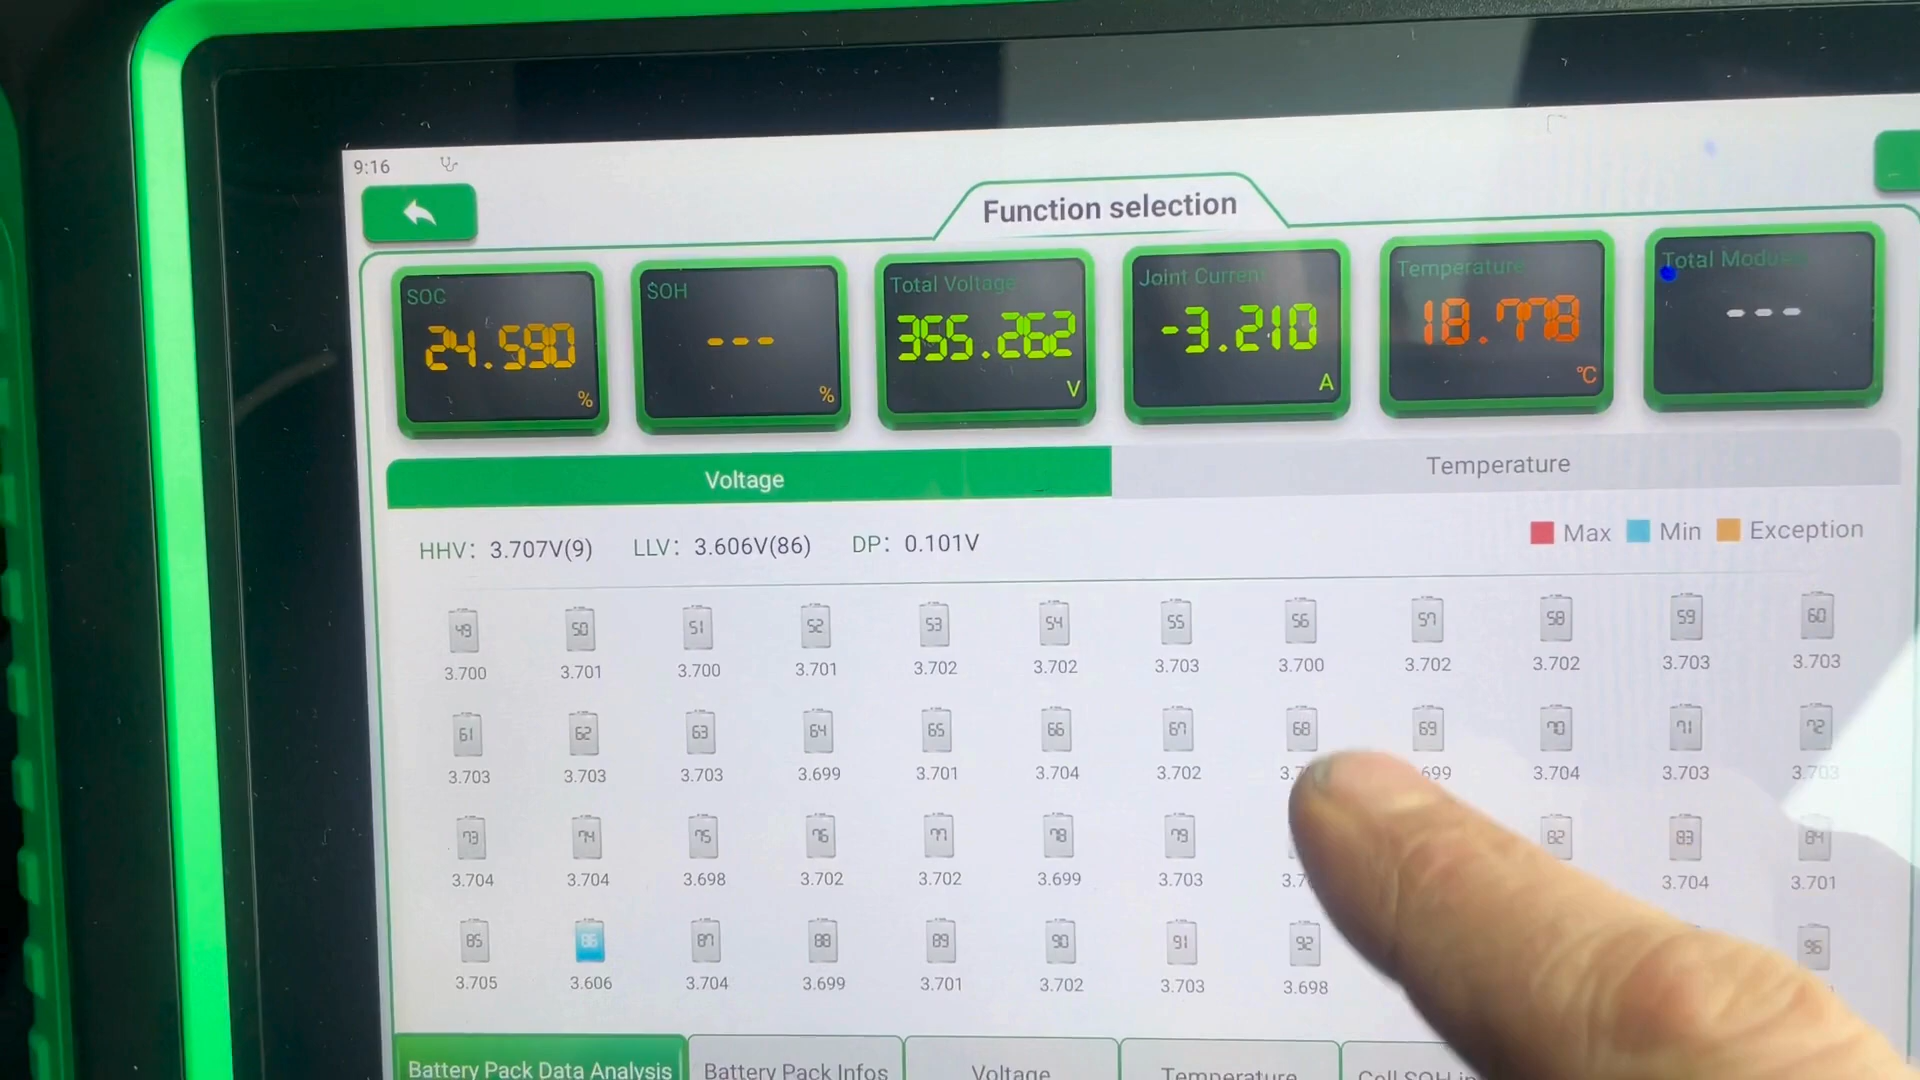 9:16
Function selection
SOC
24.590
%
SOH
---
%
Total Voltage
355.262
V
Joint Current
-3.210
A
Temperature
18.778
℃
Total Modules
---
Voltage
Temperature
HHV: 3.707V(9) LLV: 3.606V(86) DP: 0.101V
Max Min Exception
49 50 51 52 53 54 55 56 57 58 59 60
3.700 3.701 3.700 3.701 3.702 3.702 3.703 3.700 3.702 3.702 3.703 3.703
61 62 63 64 65 66 67 68 69 70 71 72
3.703 3.703 3.703 3.699 3.701 3.704 3.702 3.704 3.703 3.703
73 74 75 76 77 78 79 82 83 84
3.704 3.704 3.698 3.702 3.702 3.699 3.703 3.704 3.701
85 86 87 88 89 90 91 92 96
3.705 3.606 3.704 3.699 3.701 3.702 3.703 3.698
Battery Pack Data Analysis
Battery Pack Infos
Voltage
Temperature
Cell SOH